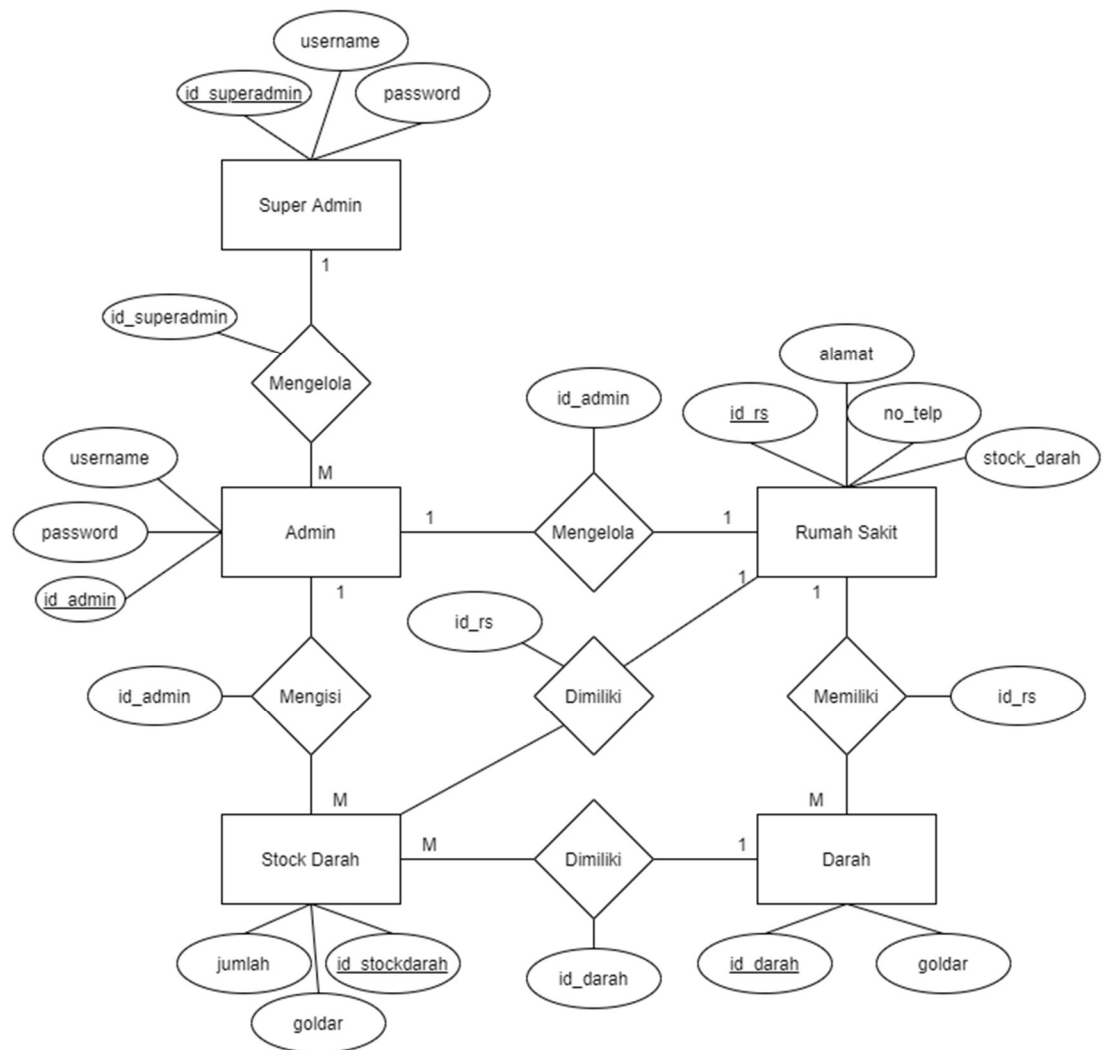 username
id_superadmin
password
Super Admin
1
id_superadmin
Mengelola
M
alamat
id_admin
id_rs
no_telp
stock_darah
username
password
id_admin
Admin
1
Mengelola
1
Rumah Sakit
1
1
1
id_rs
id_admin
Mengisi
Dimiliki
Memiliki
id_rs
M
M
Stock Darah
M
Dimiliki
1
Darah
jumlah
id_stockdarah
goldar
id_darah
id_darah
goldar